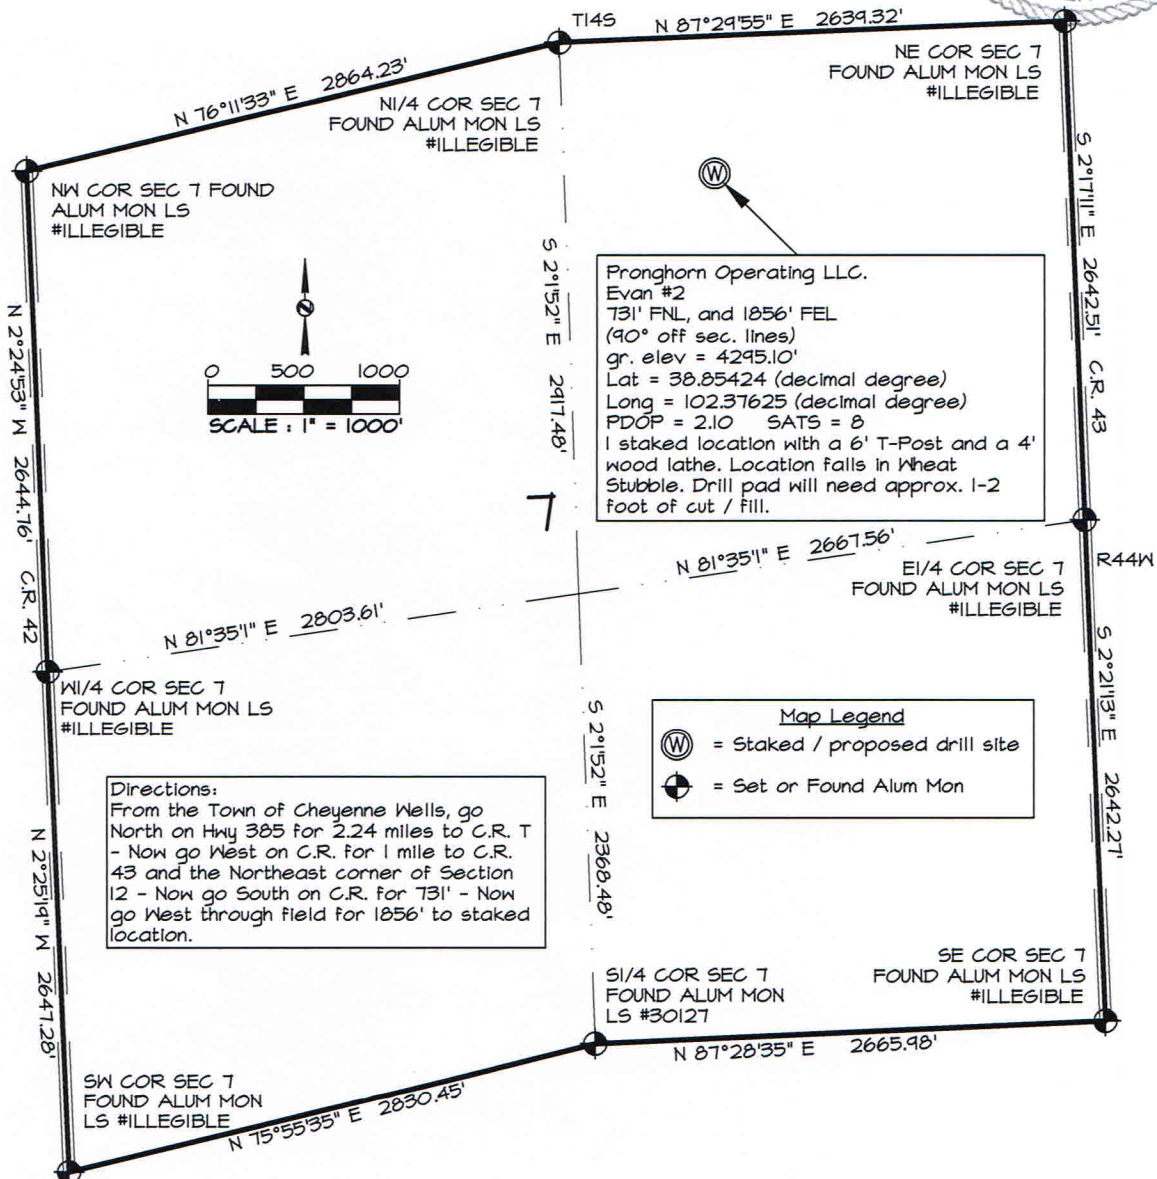 T14S
N 87°29'55" E 2639.32'
N 76°11'33" E 2864.23'
N1/4 COR SEC 7
FOUND ALUM MON LS
#ILLEGIBLE
NE COR SEC 7
FOUND ALUM MON LS
#ILLEGIBLE
NW COR SEC 7 FOUND
ALUM MON LS
#ILLEGIBLE
S 2°17'11" E 2642.51' C.R. 43
S 2°1'52" E 2917.48'
N 2°24'53" W 2644.76' C.R. 42
N
0 500 1000
SCALE : 1" = 1000'
W
Pronghorn Operating LLC.
Evan #2
731' FNL, and 1856' FEL
(90° off sec. lines)
gr. elev = 4295.10'
Lat = 38.85424 (decimal degree)
Long = 102.37625 (decimal degree)
PDOP = 2.10 SATS = 8
I staked location with a 6' T-Post and a 4'
wood lathe. Location falls in Wheat
Stubble. Drill pad will need approx. 1-2
foot of cut / fill.
7
N 81°35'1" E 2667.56'
N 81°35'1" E 2803.61'
E1/4 COR SEC 7
FOUND ALUM MON LS
#ILLEGIBLE
R44W
W1/4 COR SEC 7
FOUND ALUM MON LS
#ILLEGIBLE
S 2°21'13" E 2642.27'
S 2°1'52" E 2368.48'
Map Legend
W = Staked / proposed drill site
= Set or Found Alum Mon
Directions:
From the Town of Cheyenne Wells, go
North on Hwy 385 for 2.24 miles to C.R. T
- Now go West on C.R. for 1 mile to C.R.
43 and the Northeast corner of Section
12 - Now go South on C.R. for 731' - Now
go West through field for 1856' to staked
location.
N 2°25'19" W 2647.28'
S1/4 COR SEC 7
FOUND ALUM MON
LS #30127
SE COR SEC 7
FOUND ALUM MON LS
#ILLEGIBLE
N 87°28'35" E 2665.98'
SW COR SEC 7
FOUND ALUM MON
LS #ILLEGIBLE
N 75°55'35" E 2830.45'